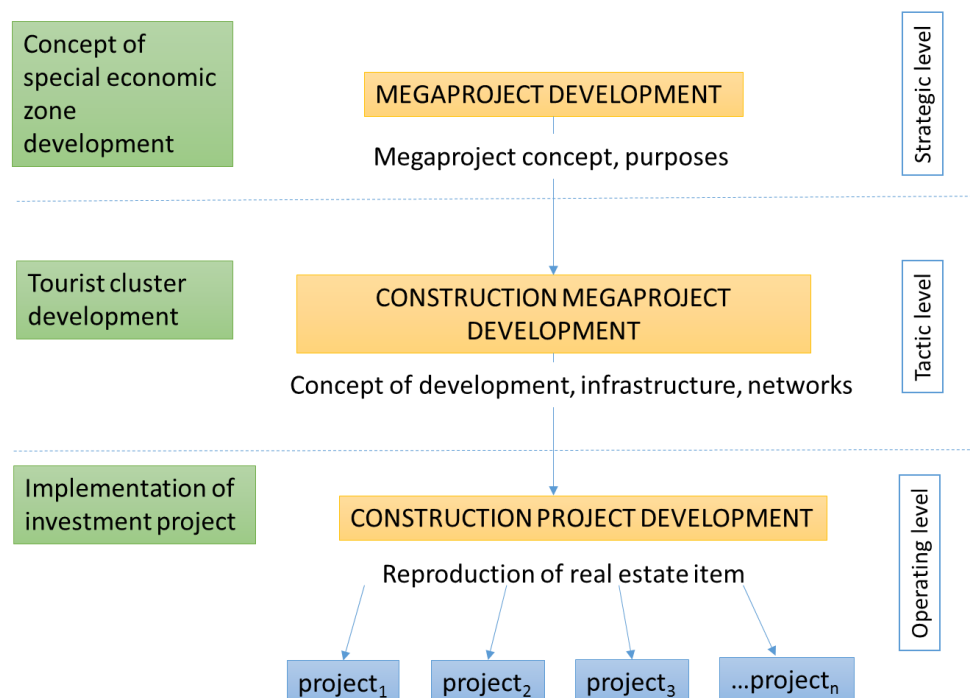 Concept of
special economic
zone
development
MEGAPROJECT DEVELOPMENT
Megaproject concept, purposes
Strategic level
Tourist cluster
development
CONSTRUCTION MEGAPROJECT
DEVELOPMENT
Concept of development, infrastructure, networks
Tactic level
Implementation of
investment project
CONSTRUCTION PROJECT DEVELOPMENT
Reproduction of real estate item
Operating level
project₁
project₂
project₃
...projectₙ